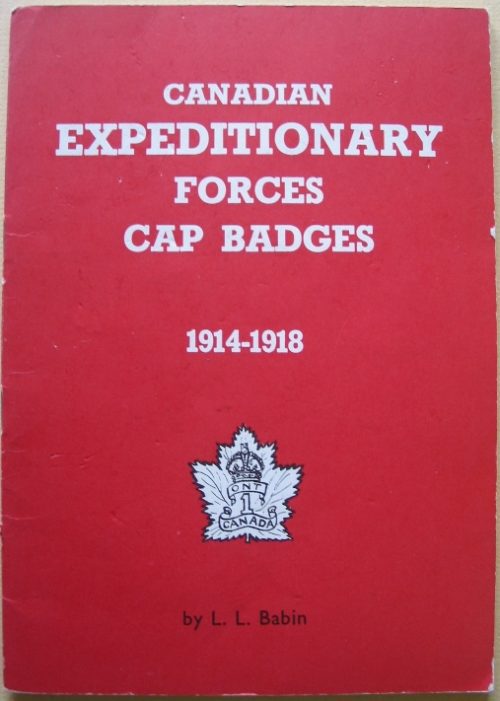 CANADIAN
EXPEDITIONARY
FORCES
CAP BADGES
1914-1918
ONT
1
CANADA
by L. L. Babin